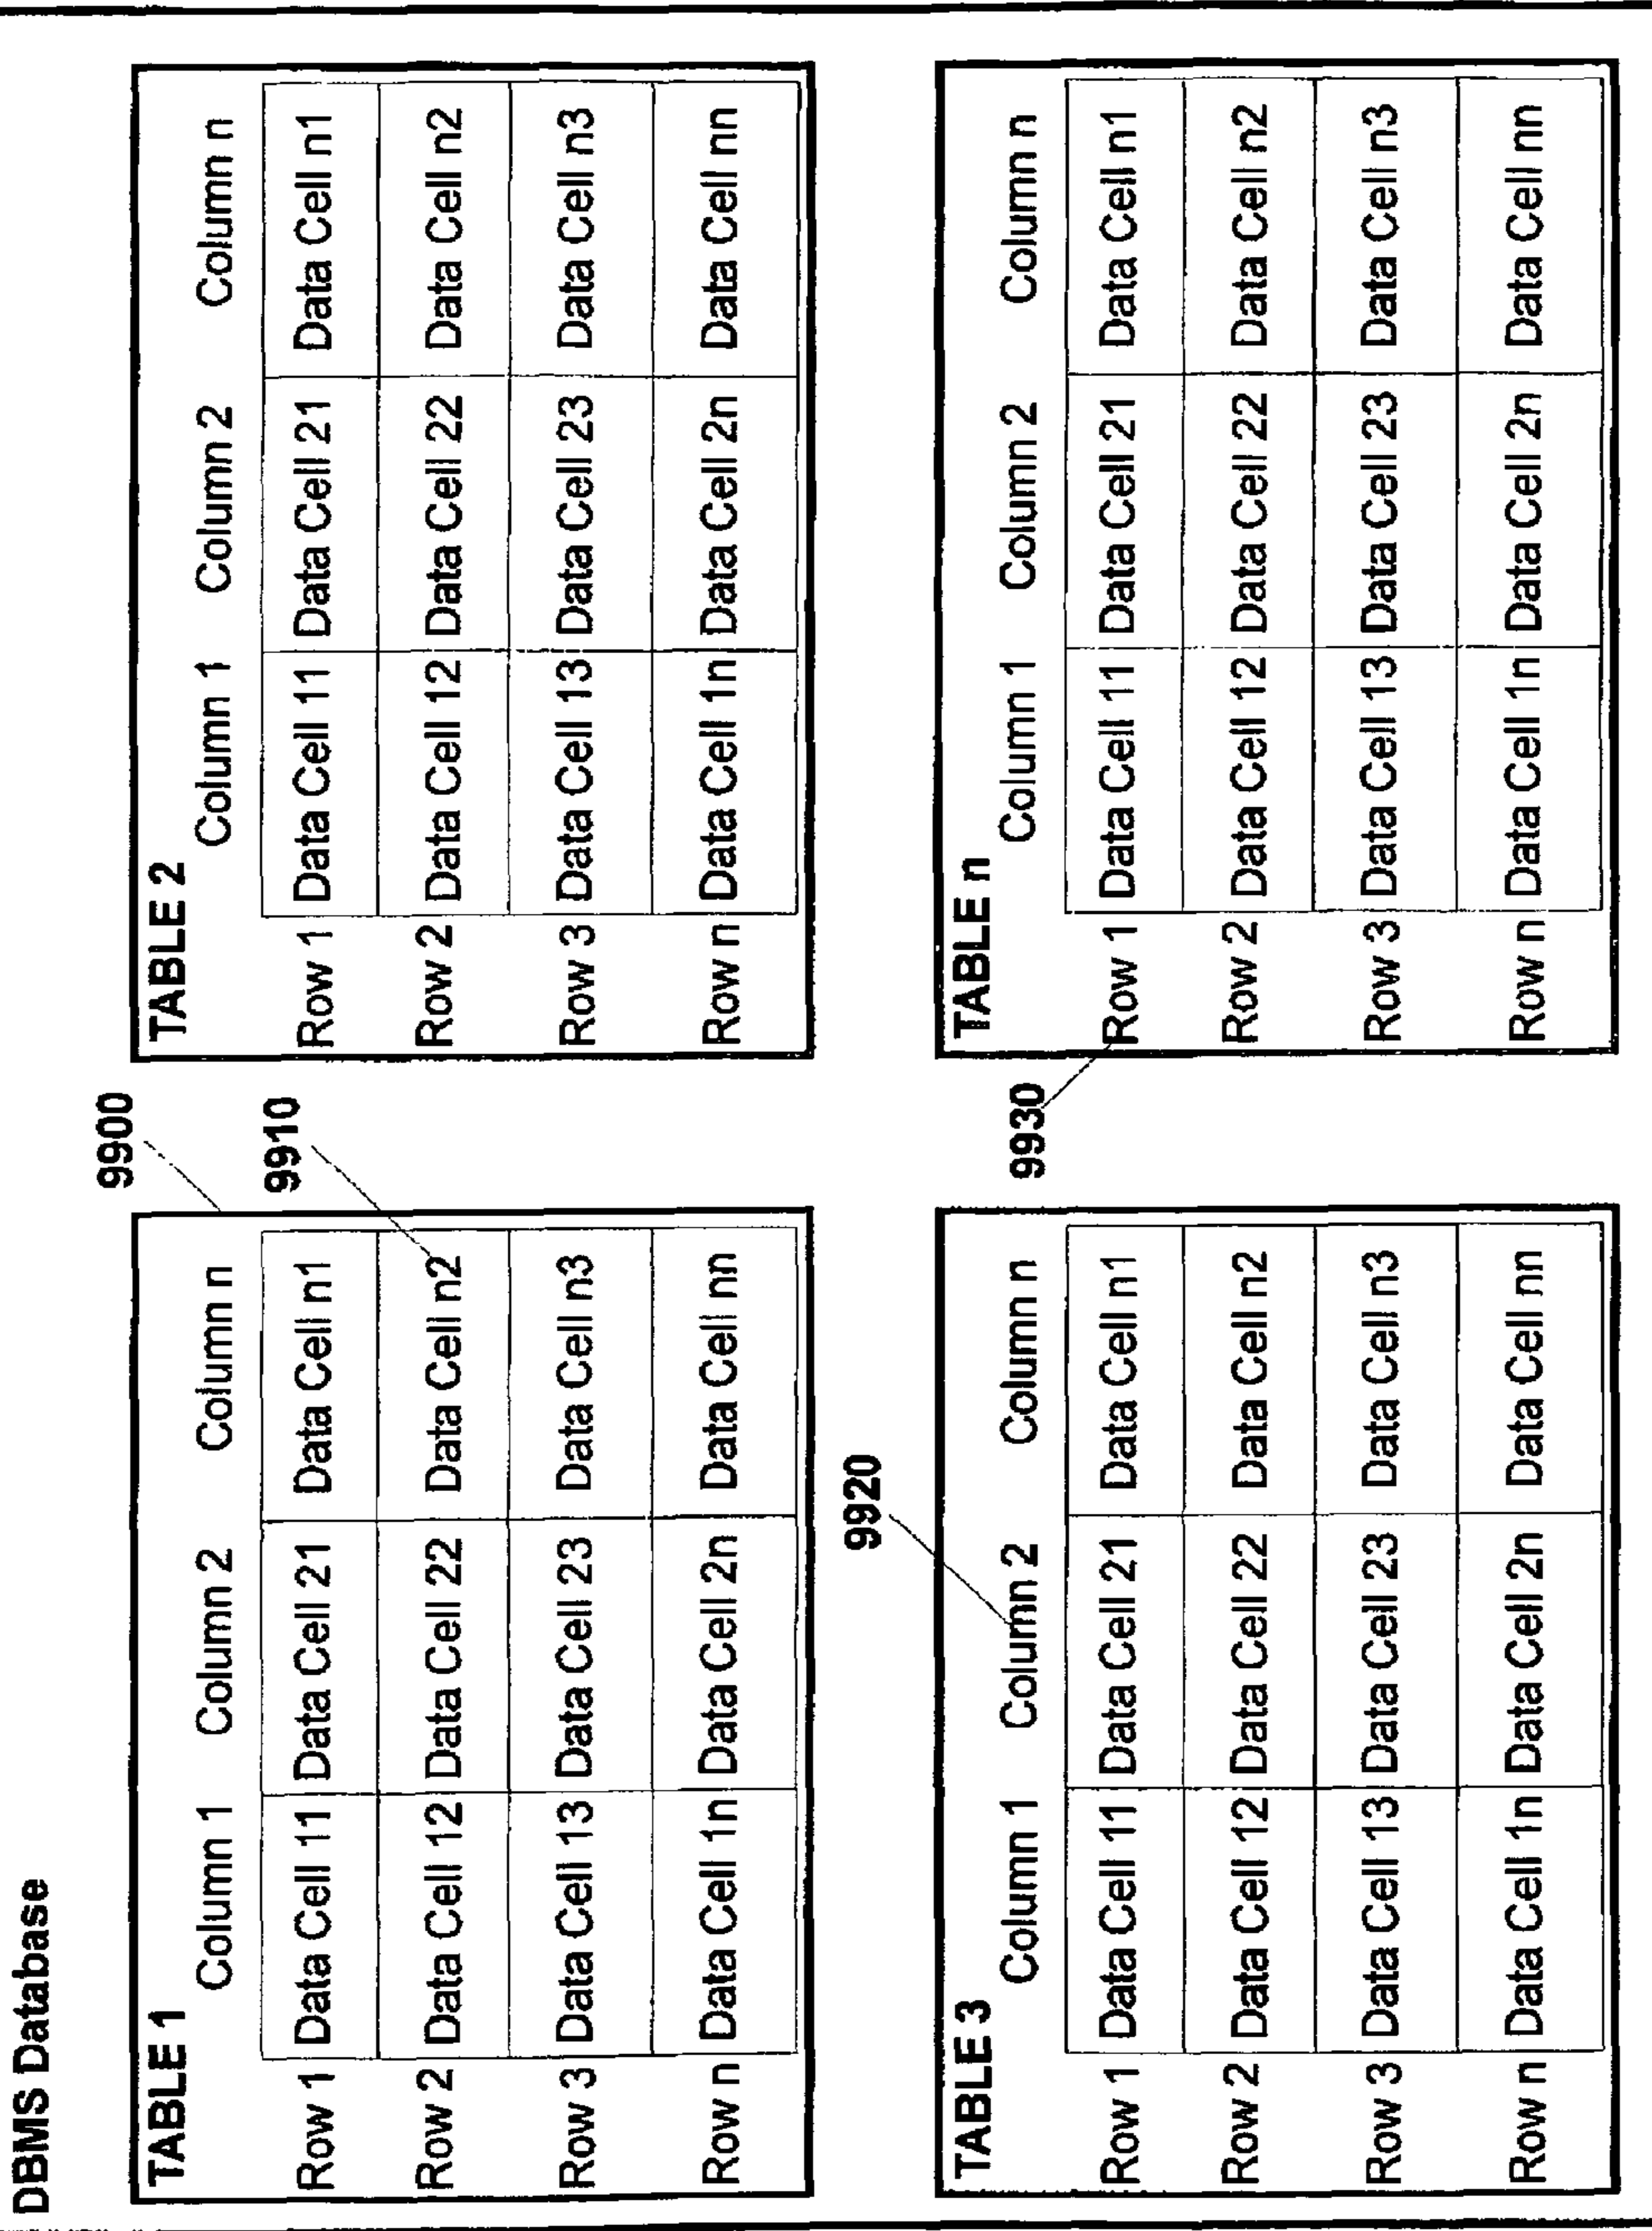 DBMS Database
TABLE 1
Column 1 Column 2 Column n
Row 1 Data Cell 11 Data Cell 21 Data Cell n1
Row 2 Data Cell 12 Data Cell 22 Data Cell n2
Row 3 Data Cell 13 Data Cell 23 Data Cell n3
Row n Data Cell 1n Data Cell 2n Data Cell nn
9900
9910
TABLE 2
Column 1 Column 2 Column n
Row 1 Data Cell 11 Data Cell 21 Data Cell n1
Row 2 Data Cell 12 Data Cell 22 Data Cell n2
Row 3 Data Cell 13 Data Cell 23 Data Cell n3
Row n Data Cell 1n Data Cell 2n Data Cell nn
9920
TABLE 3
Column 1 Column 2 Column n
Row 1 Data Cell 11 Data Cell 21 Data Cell n1
Row 2 Data Cell 12 Data Cell 22 Data Cell n2
Row 3 Data Cell 13 Data Cell 23 Data Cell n3
Row n Data Cell 1n Data Cell 2n Data Cell nn
9930
TABLE n
Column 1 Column 2 Column n
Row 1 Data Cell 11 Data Cell 21 Data Cell n1
Row 2 Data Cell 12 Data Cell 22 Data Cell n2
Row 3 Data Cell 13 Data Cell 23 Data Cell n3
Row n Data Cell 1n Data Cell 2n Data Cell nn